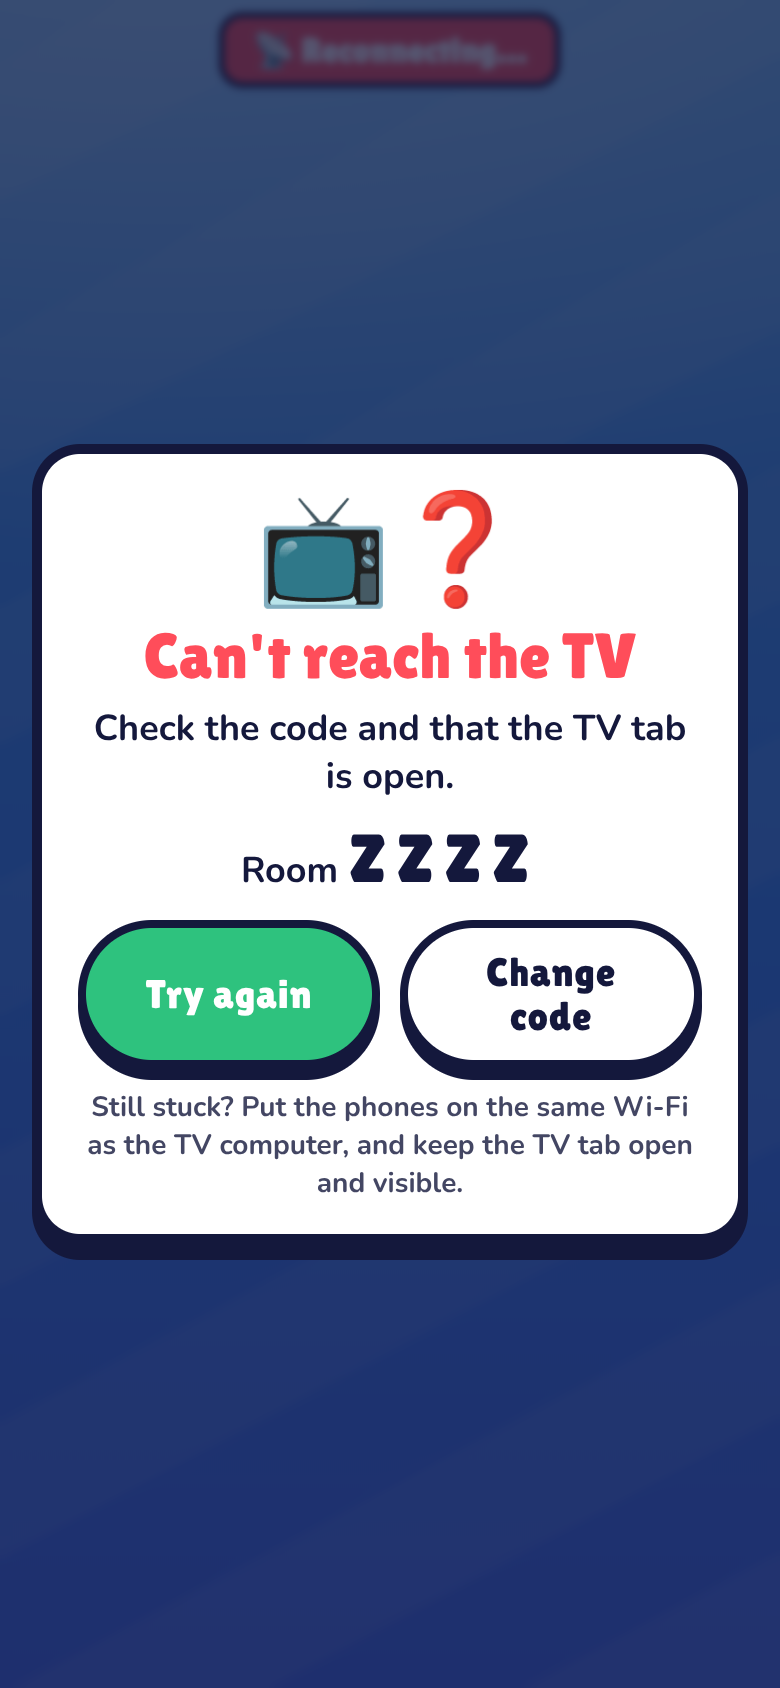 Reconnecting...
Can't reach the TV
Check the code and that the TV tab
is open.
Room ZZZZ
Try again
Change
code
Still stuck? Put the phones on the same Wi-Fi
as the TV computer, and keep the TV tab open
and visible.